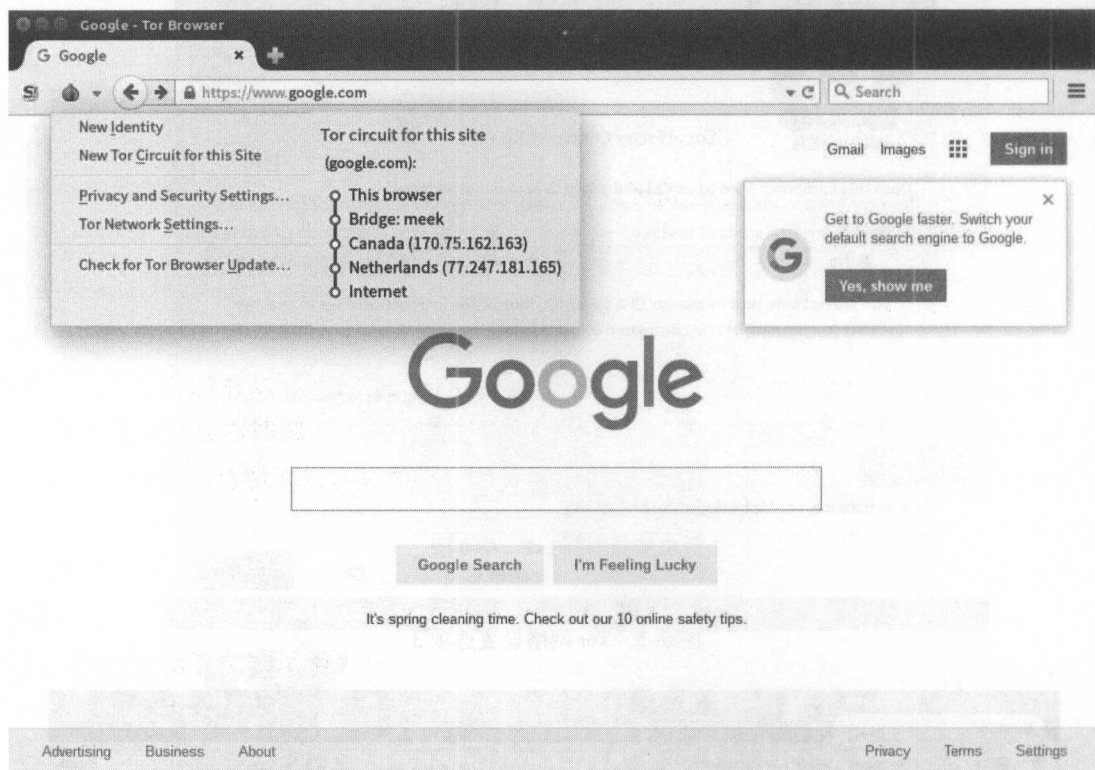 Google - Tor Browser
G Google
https://www.google.com
Search
New Identity
New Tor Circuit for this Site
Privacy and Security Settings...
Tor Network Settings...
Check for Tor Browser Update...
Tor circuit for this site
(google.com):
This browser
Bridge: meek
Canada (170.75.162.163)
Netherlands (77.247.181.165)
Internet
Gmail Images
Sign in
Get to Google faster. Switch your
default search engine to Google.
Yes, show me
Google
Google Search
I'm Feeling Lucky
It's spring cleaning time. Check out our 10 online safety tips.
Advertising Business About
Privacy Terms Settings